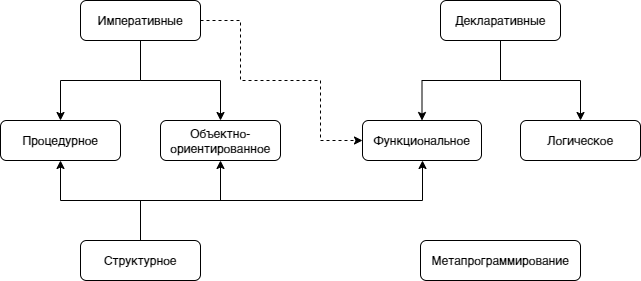 Императивные
Декларативные
Процедурное
Объектно-
ориентированное
Функциональное
Логическое
Структурное
Метапрограммирование